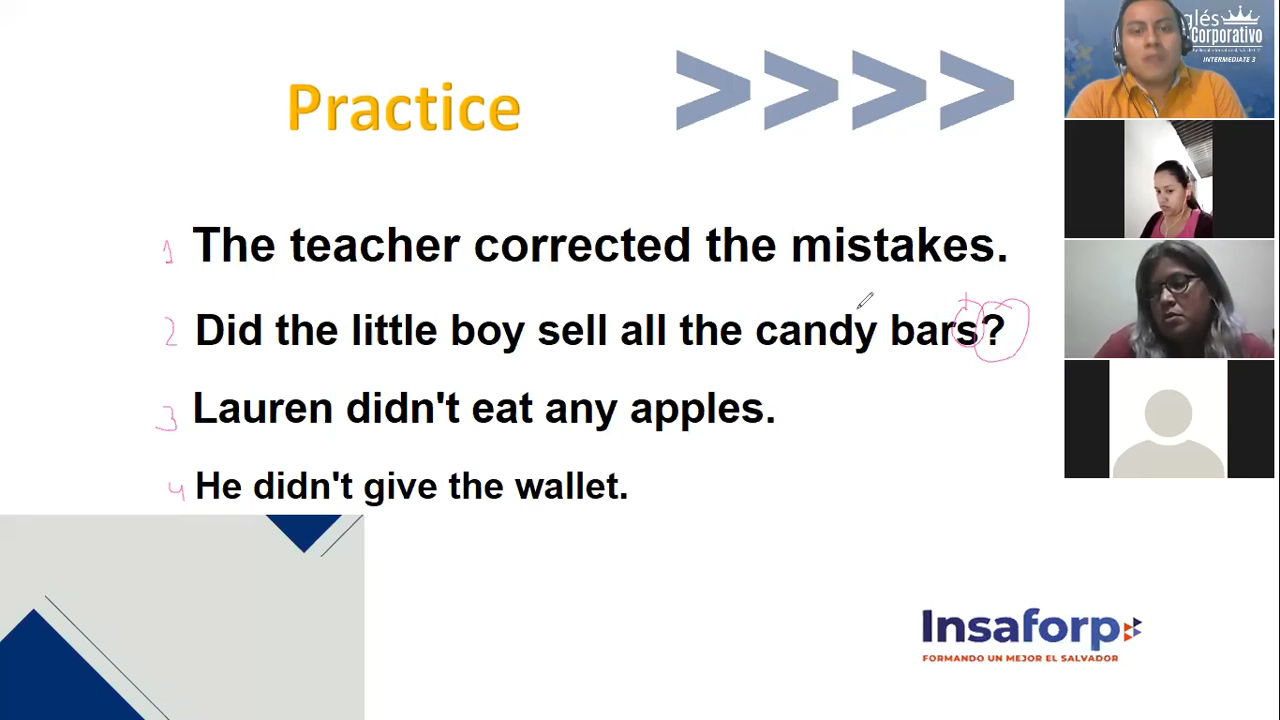 Practice
1 The teacher corrected the mistakes.
2 Did the little boy sell all the candy bars?
3 Lauren didn't eat any apples.
4 He didn't give the wallet.
Insaforp
FORMANDO UN MEJOR EL SALVADOR
glés
Corporativo
INTERMEDIATE 3